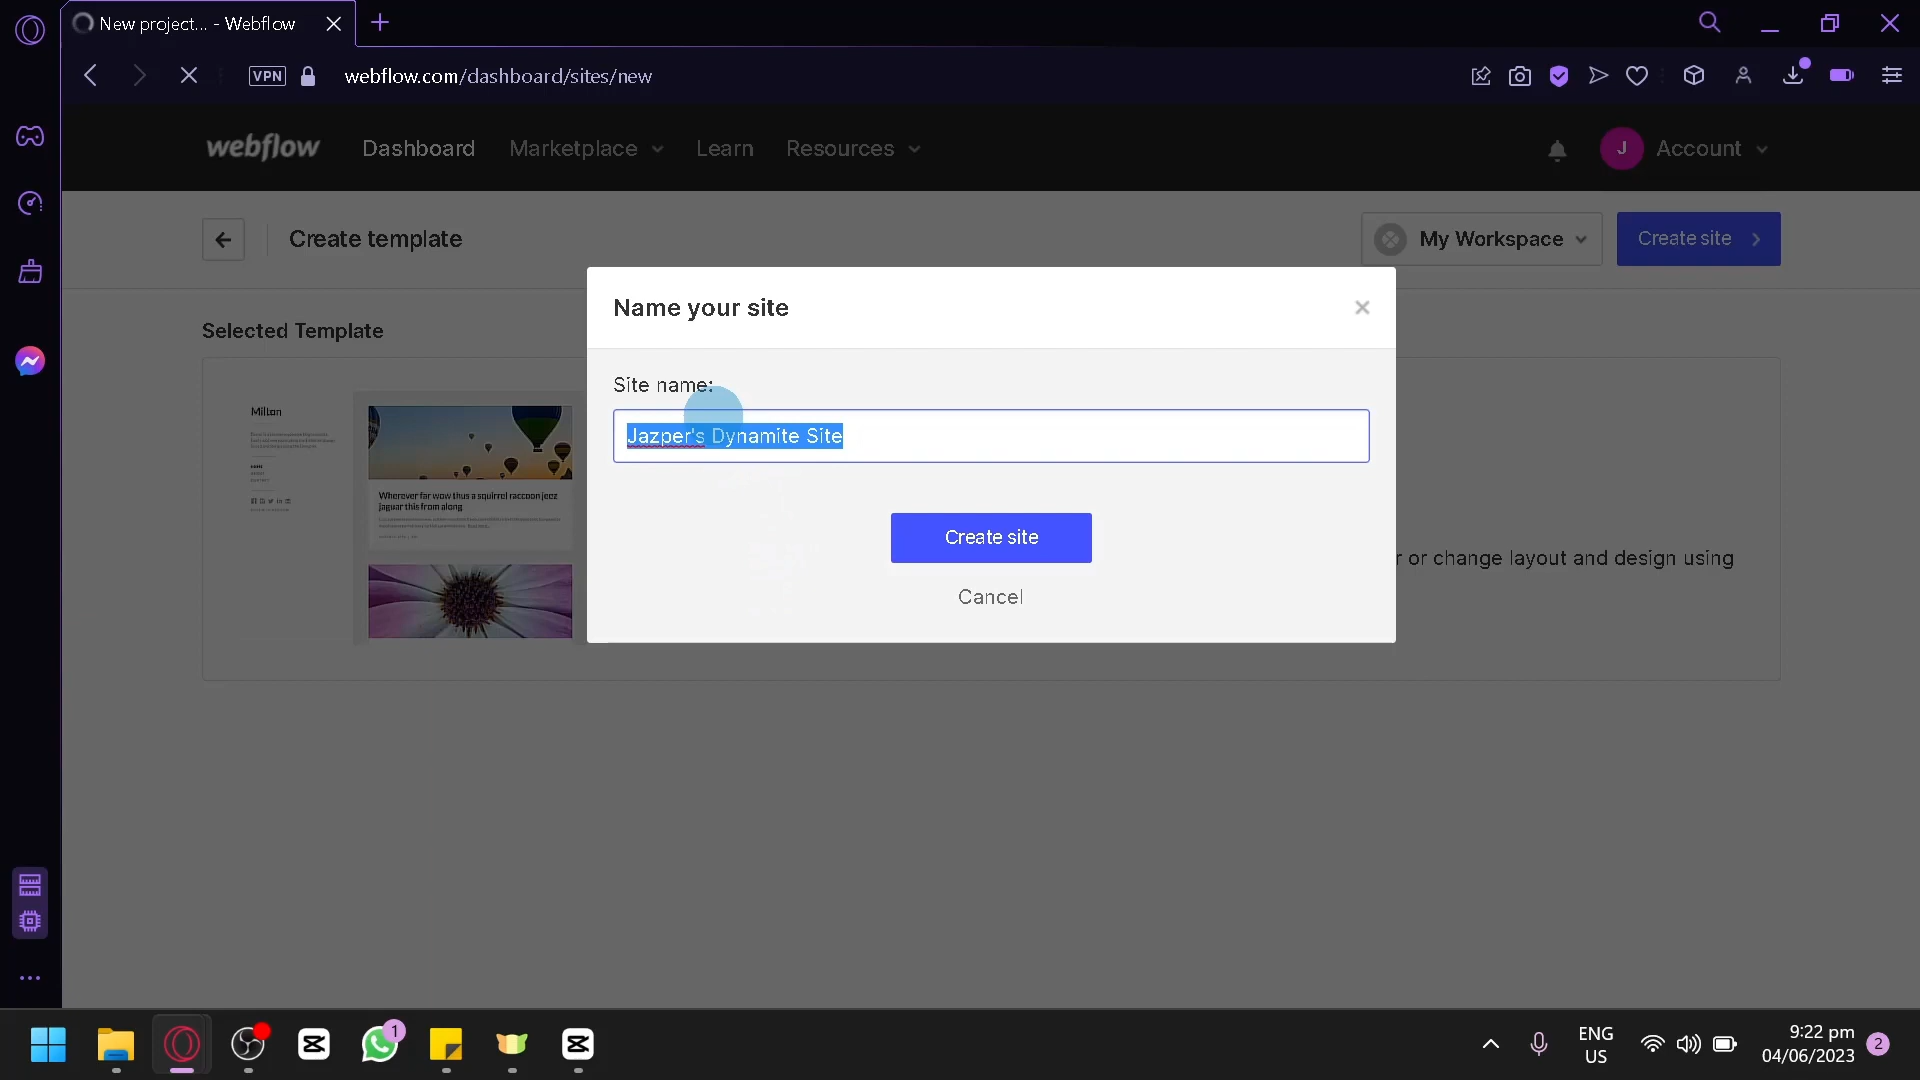 New project... - Webflow
VPN
webflow.com/dashboard/sites/new
webflow
Dashboard
Marketplace
Learn
Resources
J
Account
Create template
My Workspace
Create site
Name your site
Selected Template
Site name:
Jazper's Dynamite Site
Millan
Wherever far wow thus a squirrel raccoon jeez
jaguar this from along
Create site
r or change layout and design using
Cancel
1
ENG
US
9:22 pm
04/06/2023
2